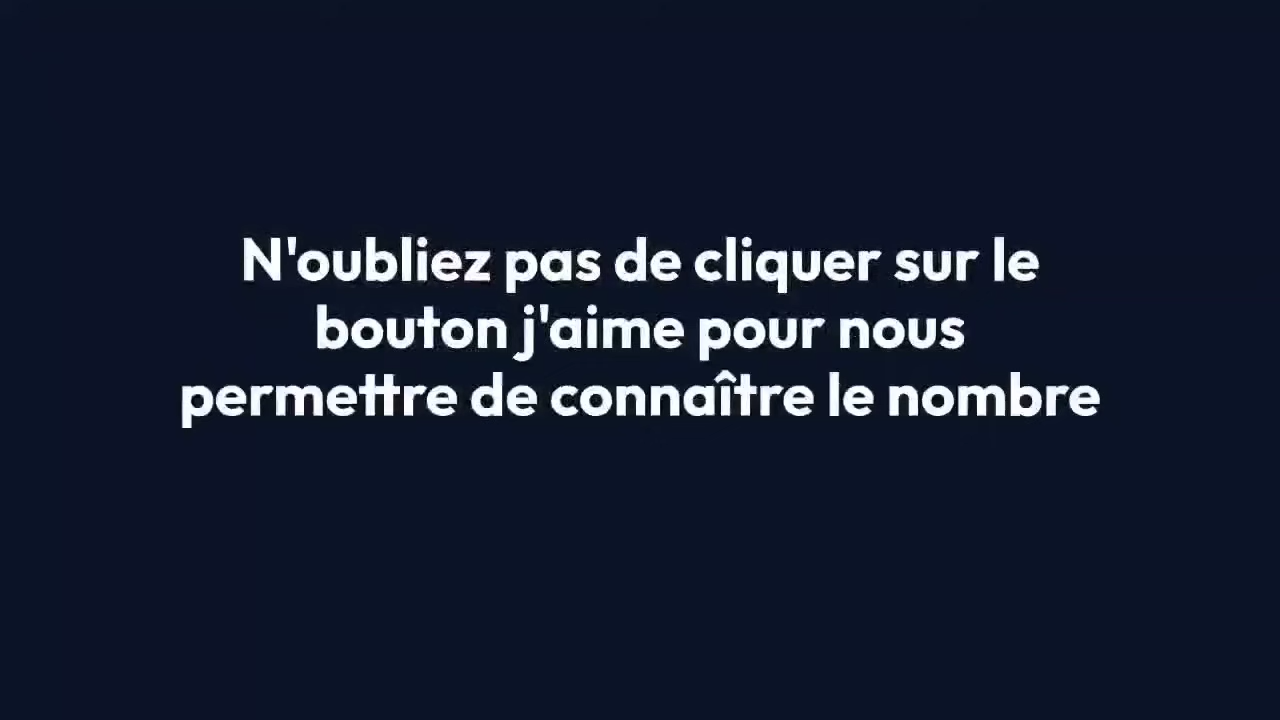 N'oubliez pas de cliquer sur le
bouton j'aime pour nous
permettre de connaître le nombre